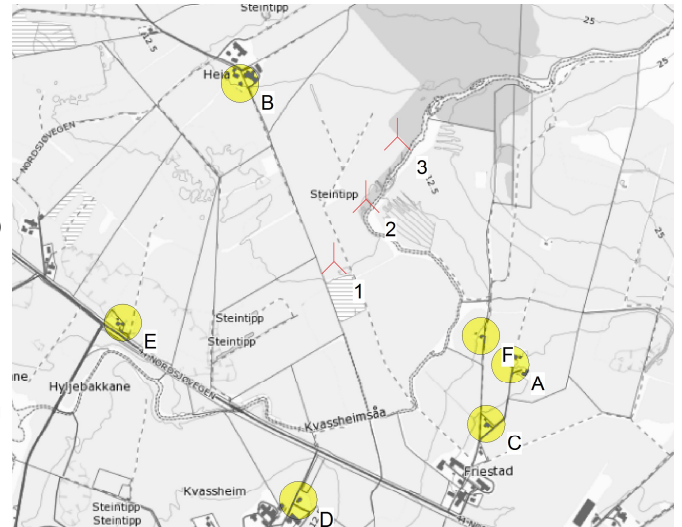 Steintipp
Steintipp
12.5
25
Heia
B
25
3
NORDSJØVEGEN
12.5
Steintipp
2
25
1
Steintipp
Steintipp
E
F
NORDSJØVEGEN
A
Hyljebakkane
Kvassheimsåa
C
Friestad
Kvassheim
D
Steintipp
Steintipp